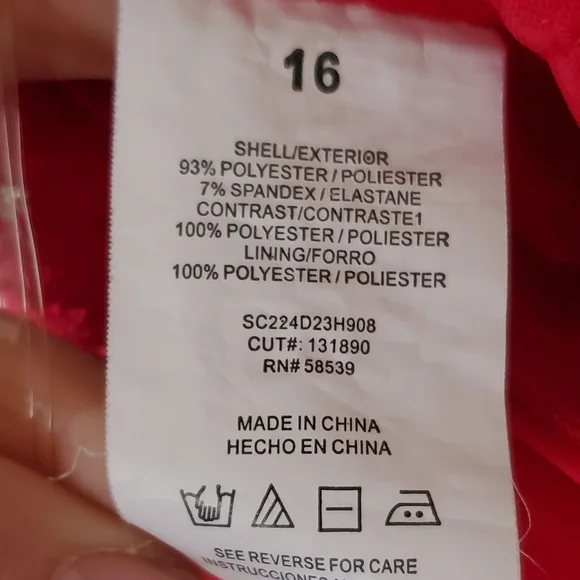 16
SHELL/EXTERIOR
93% POLYESTER / POLIESTER
7% SPANDEX / ELASTANE
CONTRAST/CONTRASTE1
100% POLYESTER / POLIESTER
LINING/FORRO
100% POLYESTER / POLIESTER
SC224D23H908
CUT#: 131890
RN# 58539
MADE IN CHINA
HECHO EN CHINA
SEE REVERSE FOR CARE
INSTRUCCIONES